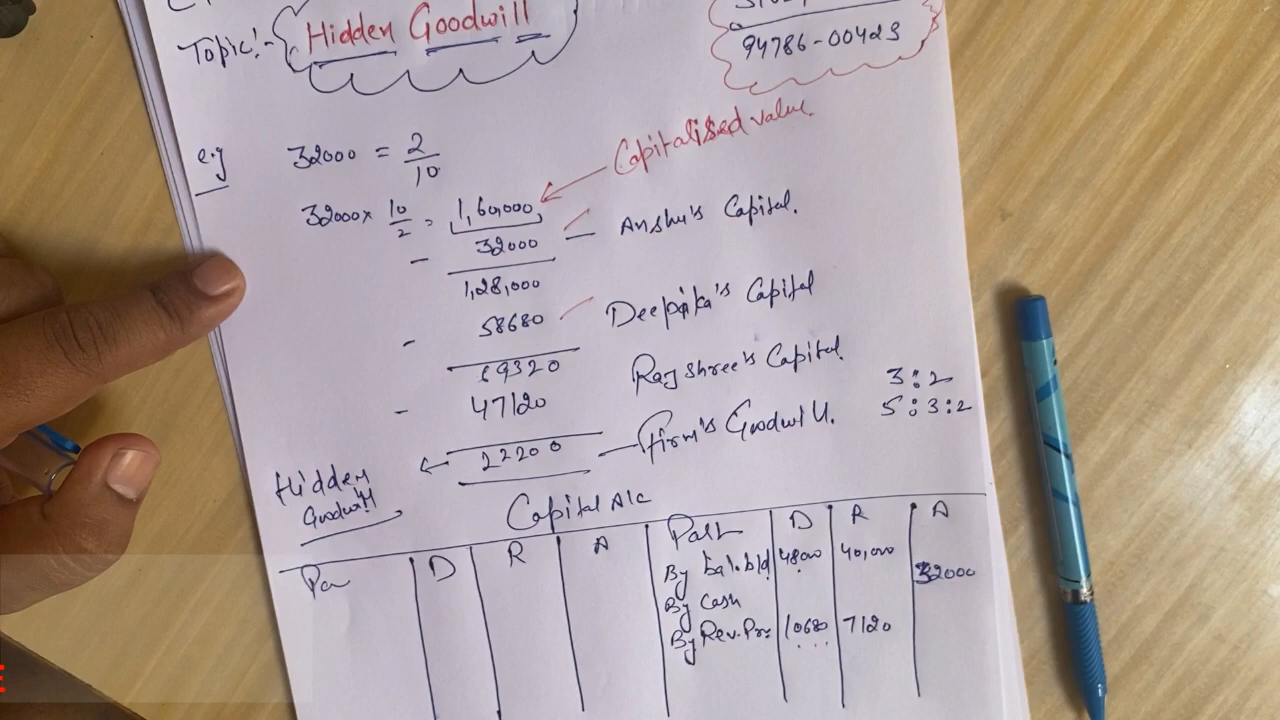 Topic:- Hidden Goodwill
94786-00423
e.g 32000 = 2/10
Capitalised value.
32000 x 10/2 = 1,60,000
- 32000 — Anshu's Capital.
1,28,000
- 58680 Deepika's Capital
69320
- 47120 Rajshree's Capital.
3:2
5:3:2
Hidden Goodwill ← 22200 — Firm's Goodwill.
Capital A/c
Par D R A Part D R A
By bal. b/d 48000 40,000
By Cash 32000
By Rev. Pr. 10680 7120